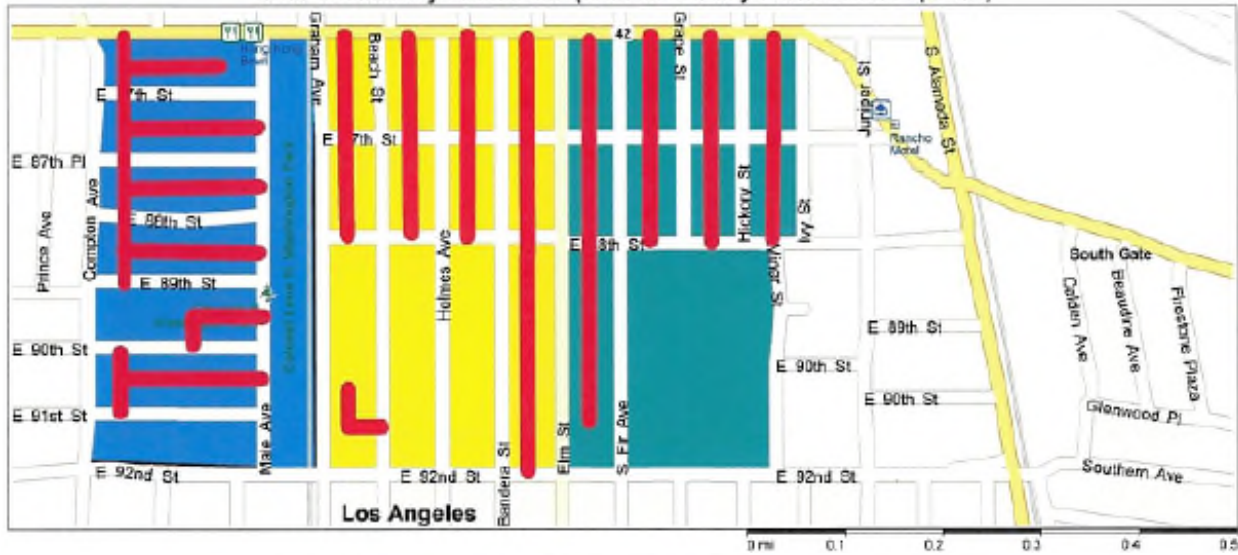 42
Graham Ave
Beach St
Grape St
S Alameda St
Juniper St
El
Rancho
Motel
E 87th St
E 87th St
E 87th Pl
Prince Ave
Compton Ave
E 88th St
E 88th St
Hickory St
Ivy St
Holmes Ave
Miner St
South Gate
E 89th St
E 89th St
Calden Ave
Beaudine Ave
Firestone Plaza
E 90th St
E 90th St
E 90th St
E 91st St
Glenwood Pl
Maie Ave
Bandera St
Elm St
S Fir Ave
E 92nd St
E 92nd St
E 92nd St
Southern Ave
Los Angeles
0 mi 0.1 0.2 0.3 0.4 0.5